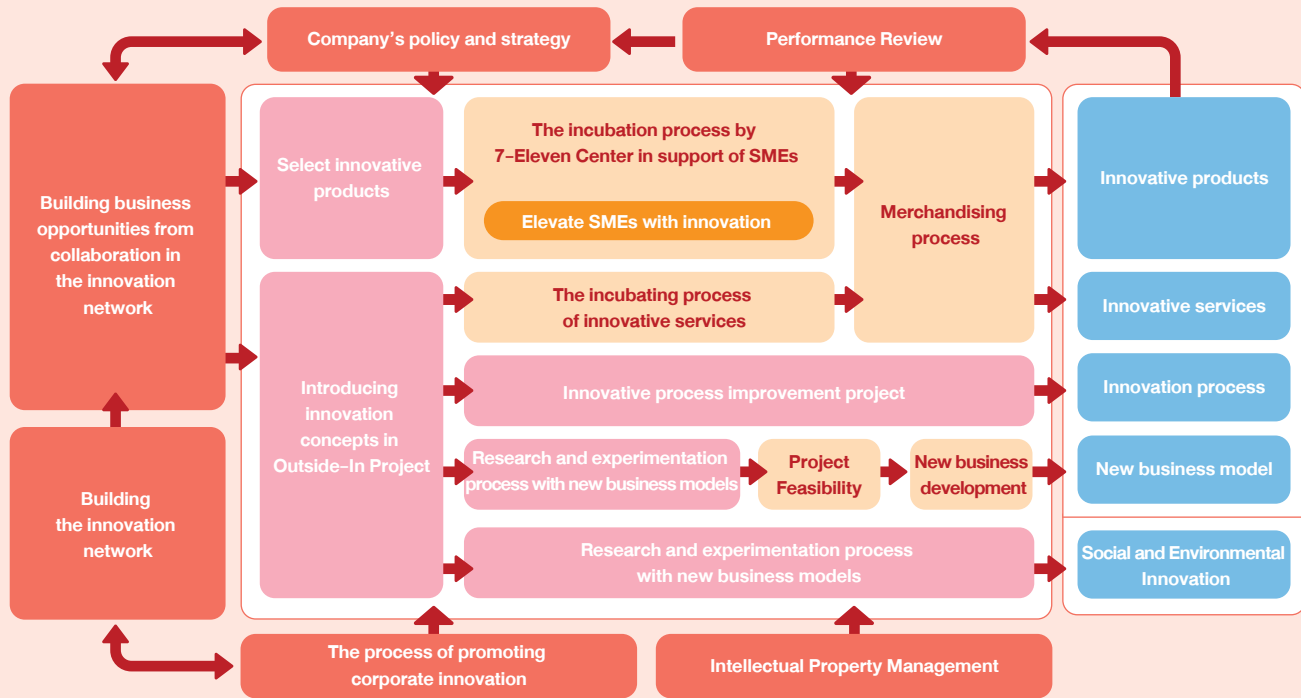 Company's policy and strategy
Performance Review
Building business
opportunities from
collaboration in
the innovation
network
Building
the innovation
network
Select innovative
products
The incubation process by
7-Eleven Center in support of SMEs
Elevate SMEs with innovation
Merchandising
process
Introducing
innovation
concepts in
Outside-In Project
The incubating process
of innovative services
Innovative process improvement project
Research and experimentation
process with new business models
Project
Feasibility
New business
development
Research and experimentation process
with new business models
Innovative products
Innovative services
Innovation process
New business model
Social and Environmental
Innovation
The process of promoting
corporate innovation
Intellectual Property Management